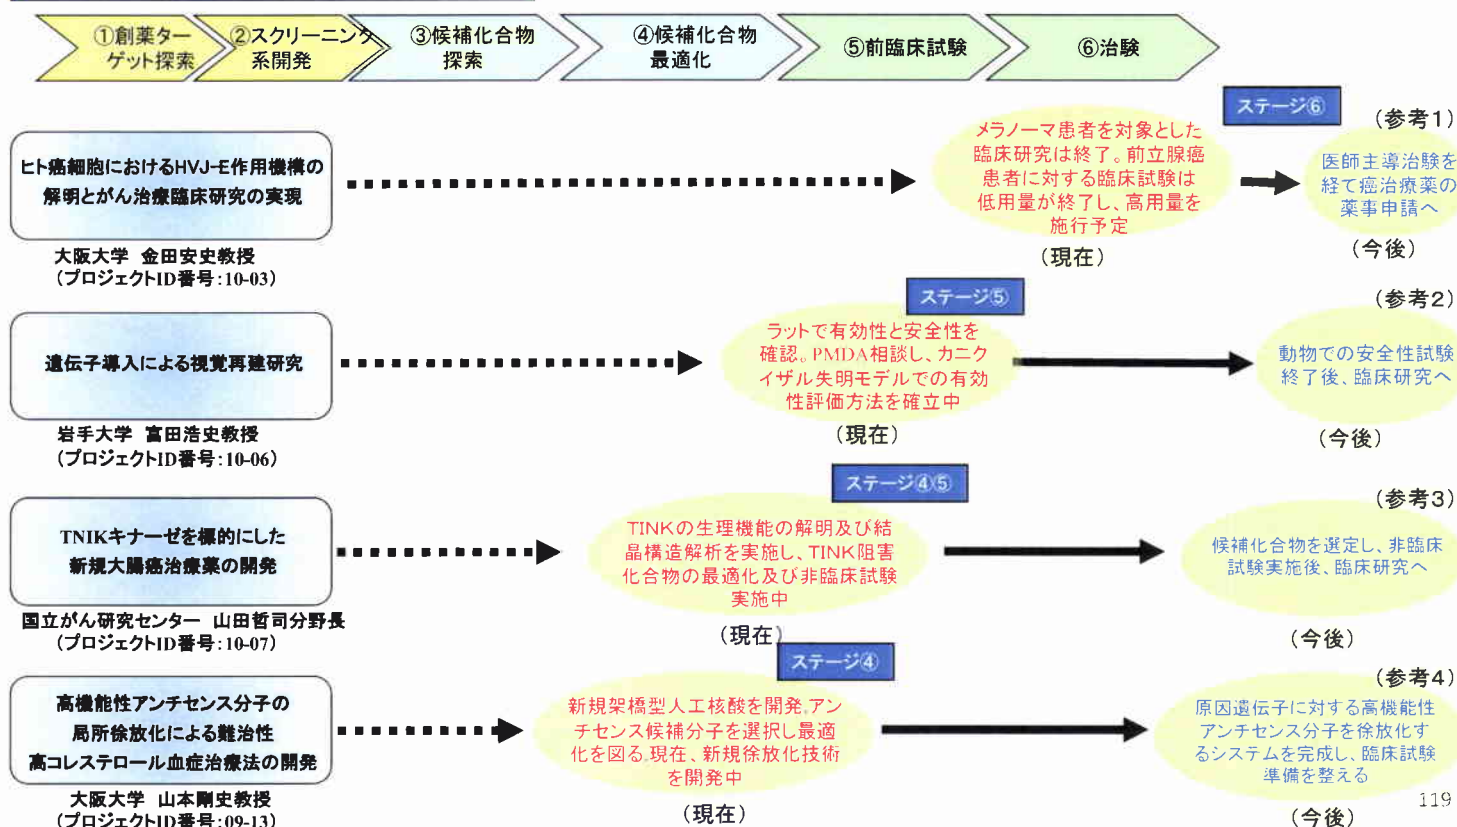 ①創薬ター
ゲット探索
②スクリーニング
系開発
③候補化合物
探索
④候補化合物
最適化
⑤前臨床試験
⑥治験
ヒト癌細胞におけるHVJ-E作用機構の
解明とがん治療臨床研究の実現
大阪大学 金田安史教授
(プロジェクトID番号:10-03)
ステージ⑥
メラノーマ患者を対象とした
臨床研究は終了。前立腺癌
患者に対する臨床試験は
低用量が終了し、高用量を
施行予定
(現在)
(参考1)
医師主導治験を
経て癌治療薬の
薬事申請へ
(今後)
遺伝子導入による視覚再建研究
岩手大学 富田浩史教授
(プロジェクトID番号:10-06)
ステージ⑤
ラットで有効性と安全性を
確認。PMDA相談し、カニク
イザル失明モデルでの有効
性評価方法を確立中
(現在)
(参考2)
動物での安全性試験
終了後、臨床研究へ
(今後)
TNIKキナーゼを標的にした
新規大腸癌治療薬の開発
国立がん研究センター 山田哲司分野長
(プロジェクトID番号:10-07)
ステージ④⑤
TINKの生理機能の解明及び結
晶構造解析を実施し、TINK阻害
化合物の最適化及び非臨床試験
実施中
(現在)
(参考3)
候補化合物を選定し、非臨床
試験実施後、臨床研究へ
(今後)
高機能性アンチセンス分子の
局所徐放化による難治性
高コレステロール血症治療法の開発
大阪大学 山本剛史教授
(プロジェクトID番号:09-13)
ステージ④
新規架橋型人工核酸を開発.アン
チセンス候補分子を選択し最適
化を図る.現在、新規徐放化技術
を開発中
(現在)
(参考4)
原因遺伝子に対する高機能性
アンチセンス分子を徐放化す
るシステムを完成し、臨床試験
準備を整える
(今後)
119